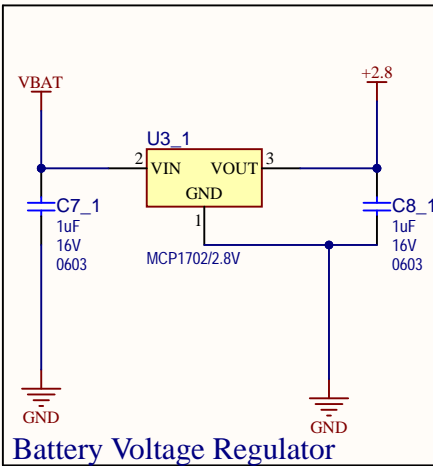 VBAT
+2.8
U3_1
2 VIN VOUT 3
GND
1
C7_1
1uF
16V
0603
MCP1702/2.8V
C8_1
1uF
16V
0603
GND
GND
Battery Voltage Regulator